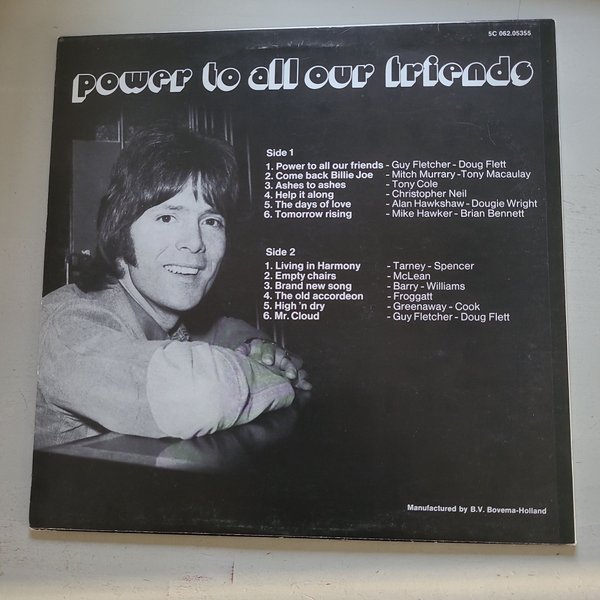 5C 062.05355
power to all our friends
Side 1
1. Power to all our friends - Guy Fletcher - Doug Flett
2. Come back Billie Joe - Mitch Murrary -Tony Macaulay
3. Ashes to ashes - Tony Cole
4. Help it along - Christopher Neil
5. The days of love - Alan Hawkshaw - Dougie Wright
6. Tomorrow rising - Mike Hawker - Brian Bennett
Side 2
1. Living in Harmony - Tarney - Spencer
2. Empty chairs - McLean
3. Brand new song - Barry - Williams
4. The old accordeon - Froggatt
5. High 'n dry - Greenaway - Cook
6. Mr. Cloud - Guy Fletcher - Doug Flett
Manufactured by B.V. Bovema-Holland